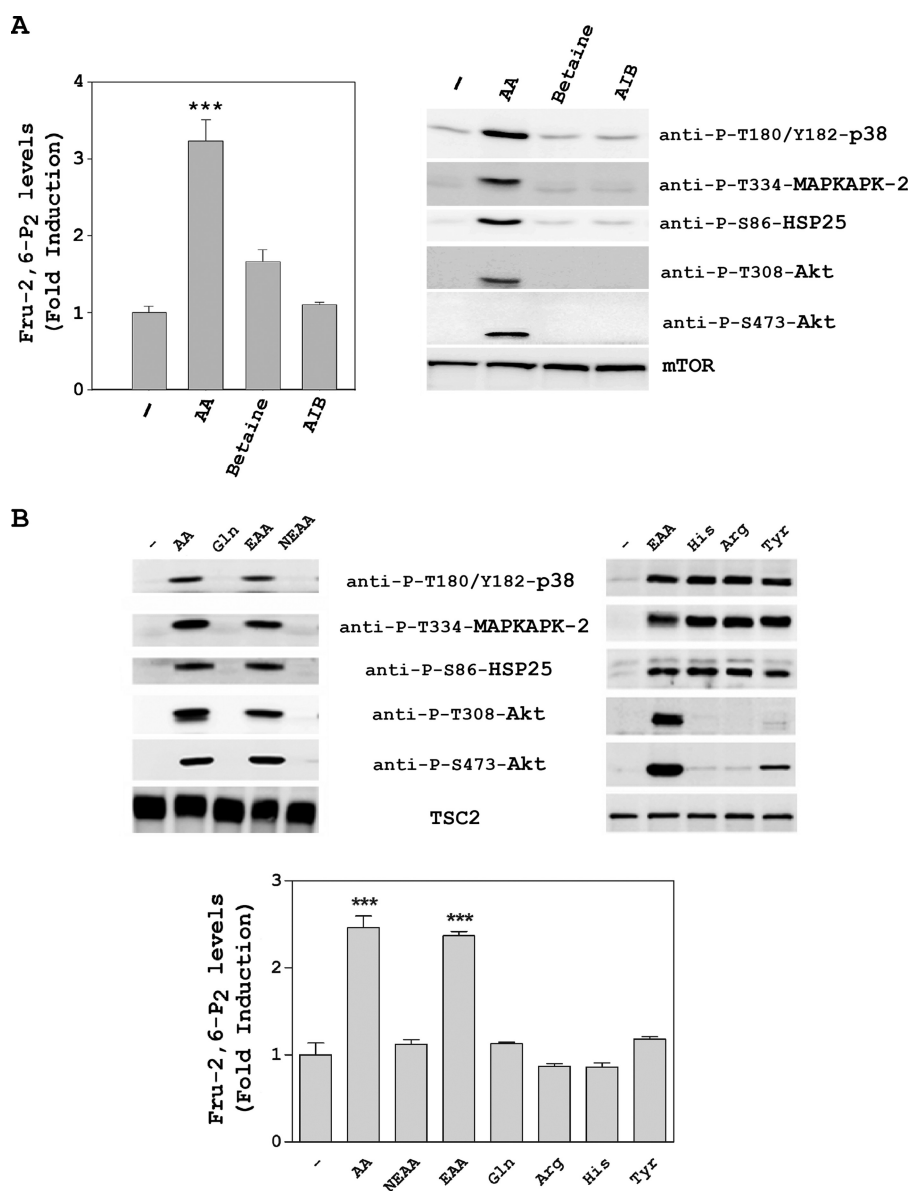 A
Fru-2,6-P2 levels
(Fold Induction)
4
3
2
1
0
***
-
AA
Betaine
AIB
-
AA
Betaine
AIB
anti-P-T180/Y182-p38
anti-P-T334-MAPKAPK-2
anti-P-S86-HSP25
anti-P-T308-Akt
anti-P-S473-Akt
mTOR
B
- AA Gln EAA NEAA
- EAA His Arg Tyr
anti-P-T180/Y182-p38
anti-P-T334-MAPKAPK-2
anti-P-S86-HSP25
anti-P-T308-Akt
anti-P-S473-Akt
TSC2
Fru-2,6-P2 levels
(Fold Induction)
3
2
1
0
***
***
- AA NEAA EAA Gln Arg His Tyr